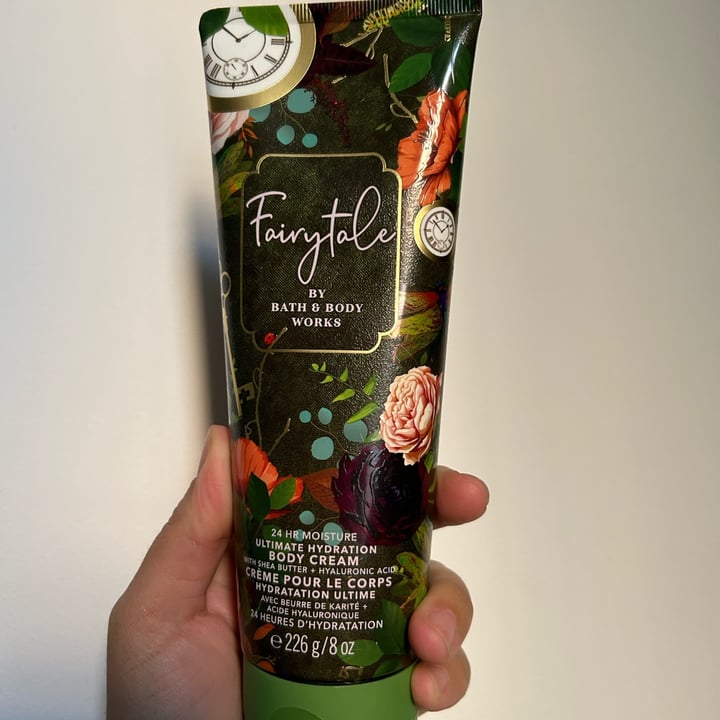 Fairytale
BY
BATH & BODY
WORKS
24 HR MOISTURE
ULTIMATE HYDRATION
BODY CREAM
WITH SHEA BUTTER + HYALURONIC ACID
CRÈME POUR LE CORPS
HYDRATATION ULTIME
AVEC BEURRE DE KARITÉ +
ACIDE HYALURONIQUE
24 HEURES D'HYDRATATION
℮ 226 g/8 oz